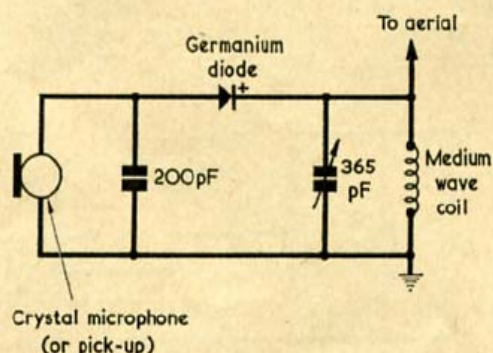 To aerial
Germanium
diode
+
200pF
365
pF
Medium
wave
coil
Crystal microphone
(or pick-up)